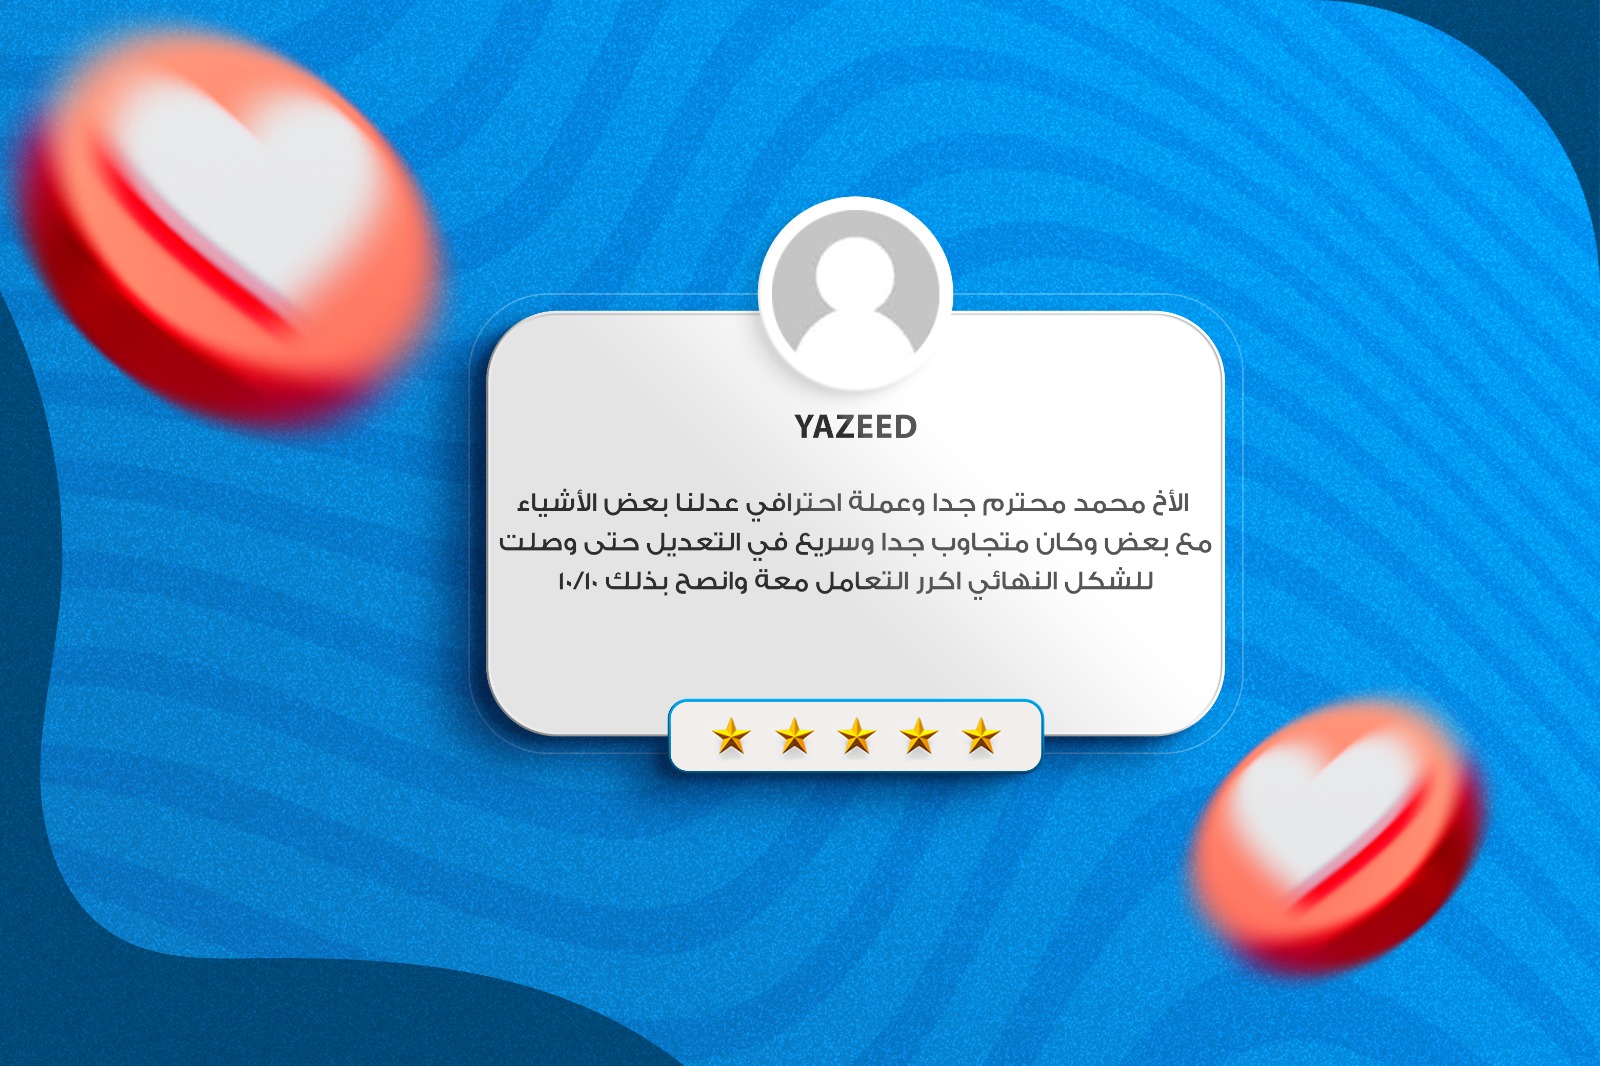 YAZEED
الأخ محمد محترم جدا وعملة احترافي عدلنا بعض الأشياء
مع بعض وكان متجاوب جدا وسريع في التعديل حتى وصلت
للشكل النهائي اكرر التعامل معة وانصح بذلك ١٠/١٠